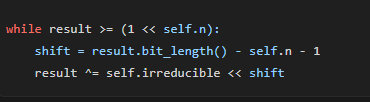 while result >= (1 << self.n):
    shift = result.bit_length() - self.n - 1
    result ^= self.irreducible << shift